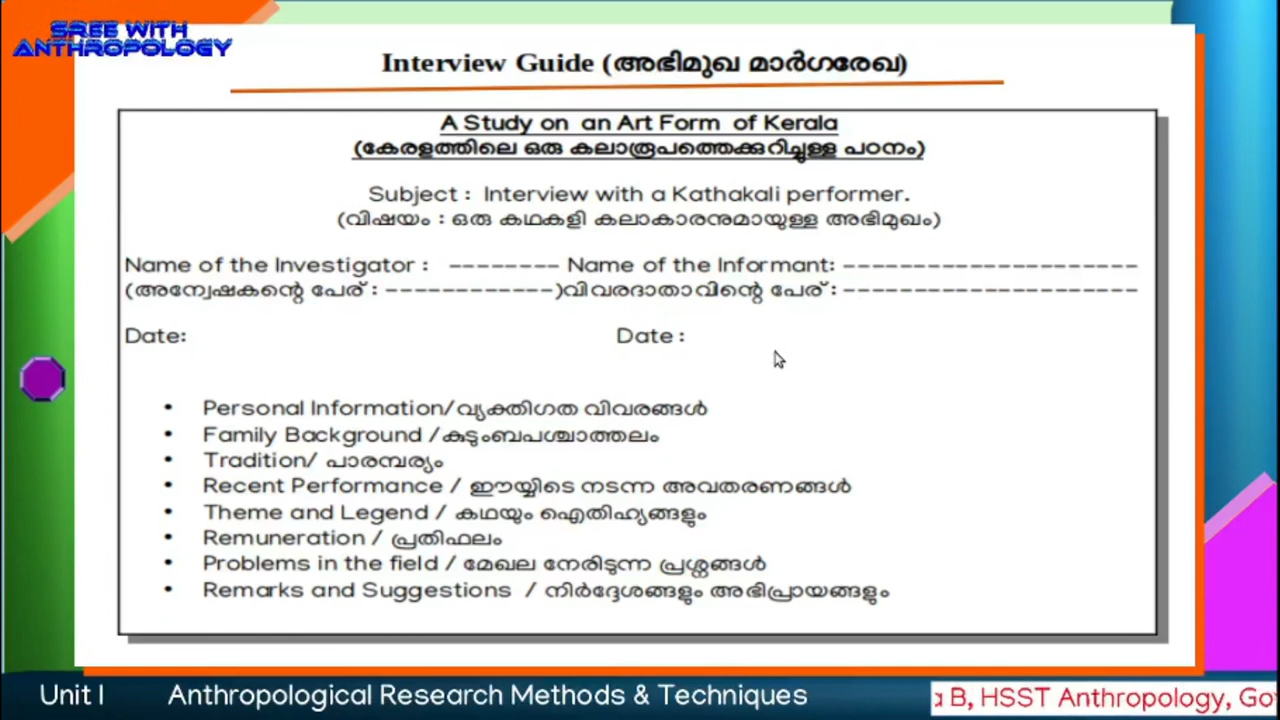 SREE WITH
ANTHROPOLOGY
Interview Guide (അഭിമുഖ മാർഗരേഖ)
A Study on an Art Form of Kerala
(കേരളത്തിലെ ഒരു കലാരൂപത്തെക്കുറിച്ചുള്ള പഠനം)
Subject : Interview with a Kathakali performer.
(വിഷയം : ഒരു കഥകളി കലാകാരനുമായുള്ള അഭിമുഖം)
Name of the Investigator : -------- Name of the Informant: ---------------------
(അന്വേഷകന്റെ പേര് : ------------)വിവരദാതാവിന്റെ പേര് : ---------------------
Date: Date :
• Personal Information/വ്യക്തിഗത വിവരങ്ങൾ
• Family Background /കുടുംബപശ്ചാത്തലം
• Tradition/ പാരമ്പര്യം
• Recent Performance / ഈയ്യിടെ നടന്ന അവതരണങ്ങൾ
• Theme and Legend / കഥയും ഐതിഹ്യങ്ങളും
• Remuneration / പ്രതിഫലം
• Problems in the field / മേഖല നേരിടുന്ന പ്രശ്നങ്ങൾ
• Remarks and Suggestions / നിർദ്ദേശങ്ങളും അഭിപ്രായങ്ങളും
Unit I Anthropological Research Methods & Techniques
B, HSST Anthropology, Go